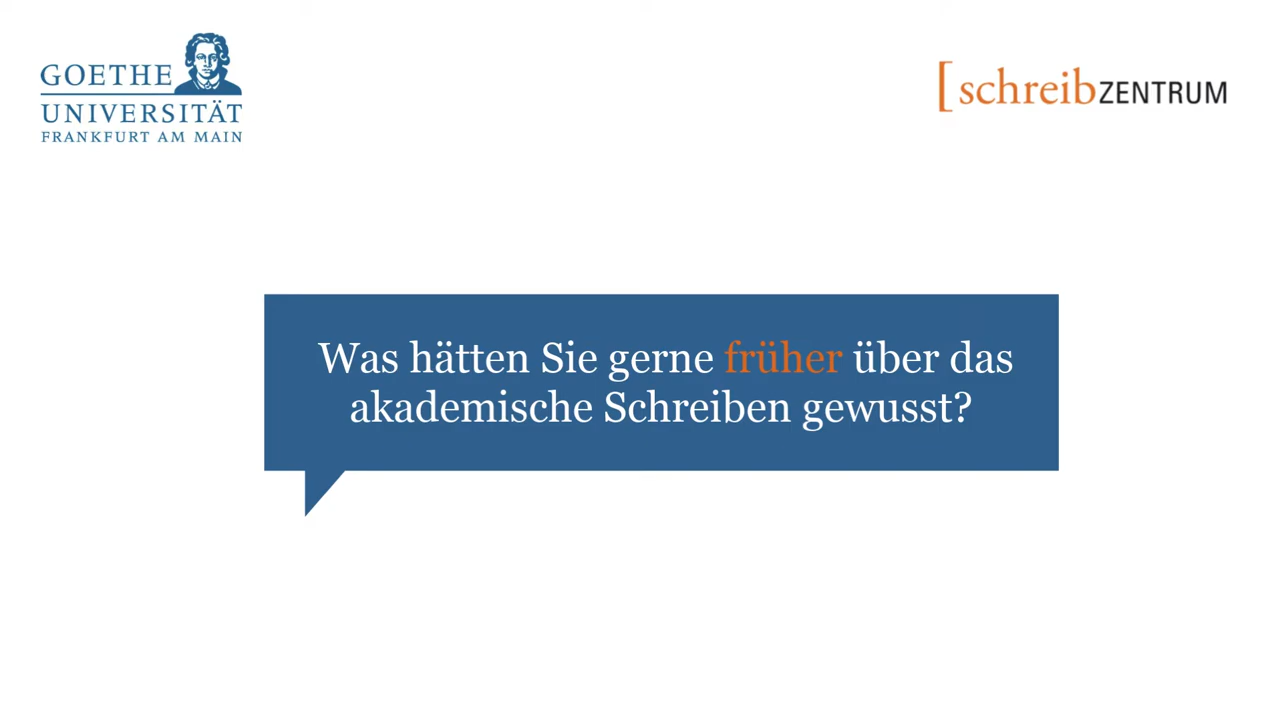 GOETHE
UNIVERSITÄT
FRANKFURT AM MAIN
[schreibZENTRUM
Was hätten Sie gerne früher über das
akademische Schreiben gewusst?